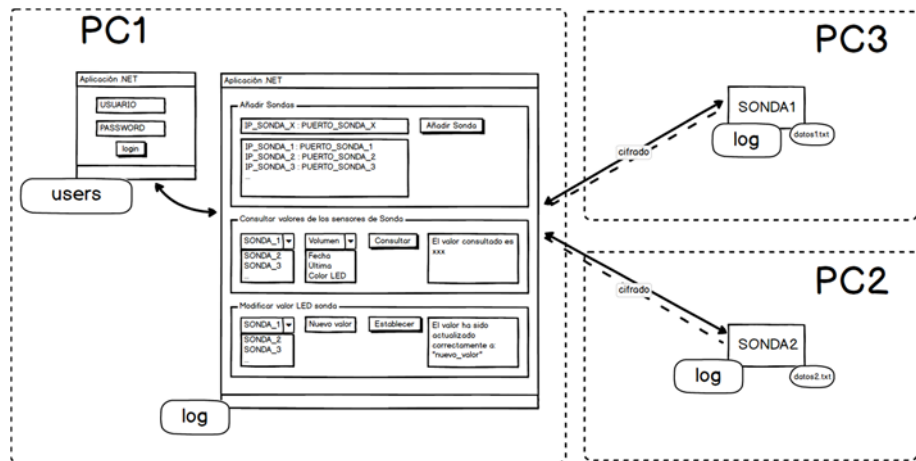 PC1
Aplicación .NET
USUARIO
PASSWORD
login
users
Aplicación .NET
Añadir Sondas
IP_SONDA_X : PUERTO_SONDA_X
Añadir Sonda
IP_SONDA_1 : PUERTO_SONDA_1
IP_SONDA_2 : PUERTO_SONDA_2
IP_SONDA_3 : PUERTO_SONDA_3
...
Consultar valores de los sensores de Sonda
SONDA_1
SONDA_2
SONDA_3
...
Volumen
Fecha
Última
Color LED
Consultar
El valor consultado es
xxx
Modificar valor LED sonda
SONDA_1
SONDA_2
SONDA_3
...
Nuevo valor
Establecer
El valor ha sido
actualizado
correctamente a:
"nuevo_valor"
log
cifrado
cifrado
PC3
SONDA1
log
datos1.txt
PC2
SONDA2
log
datos2.txt